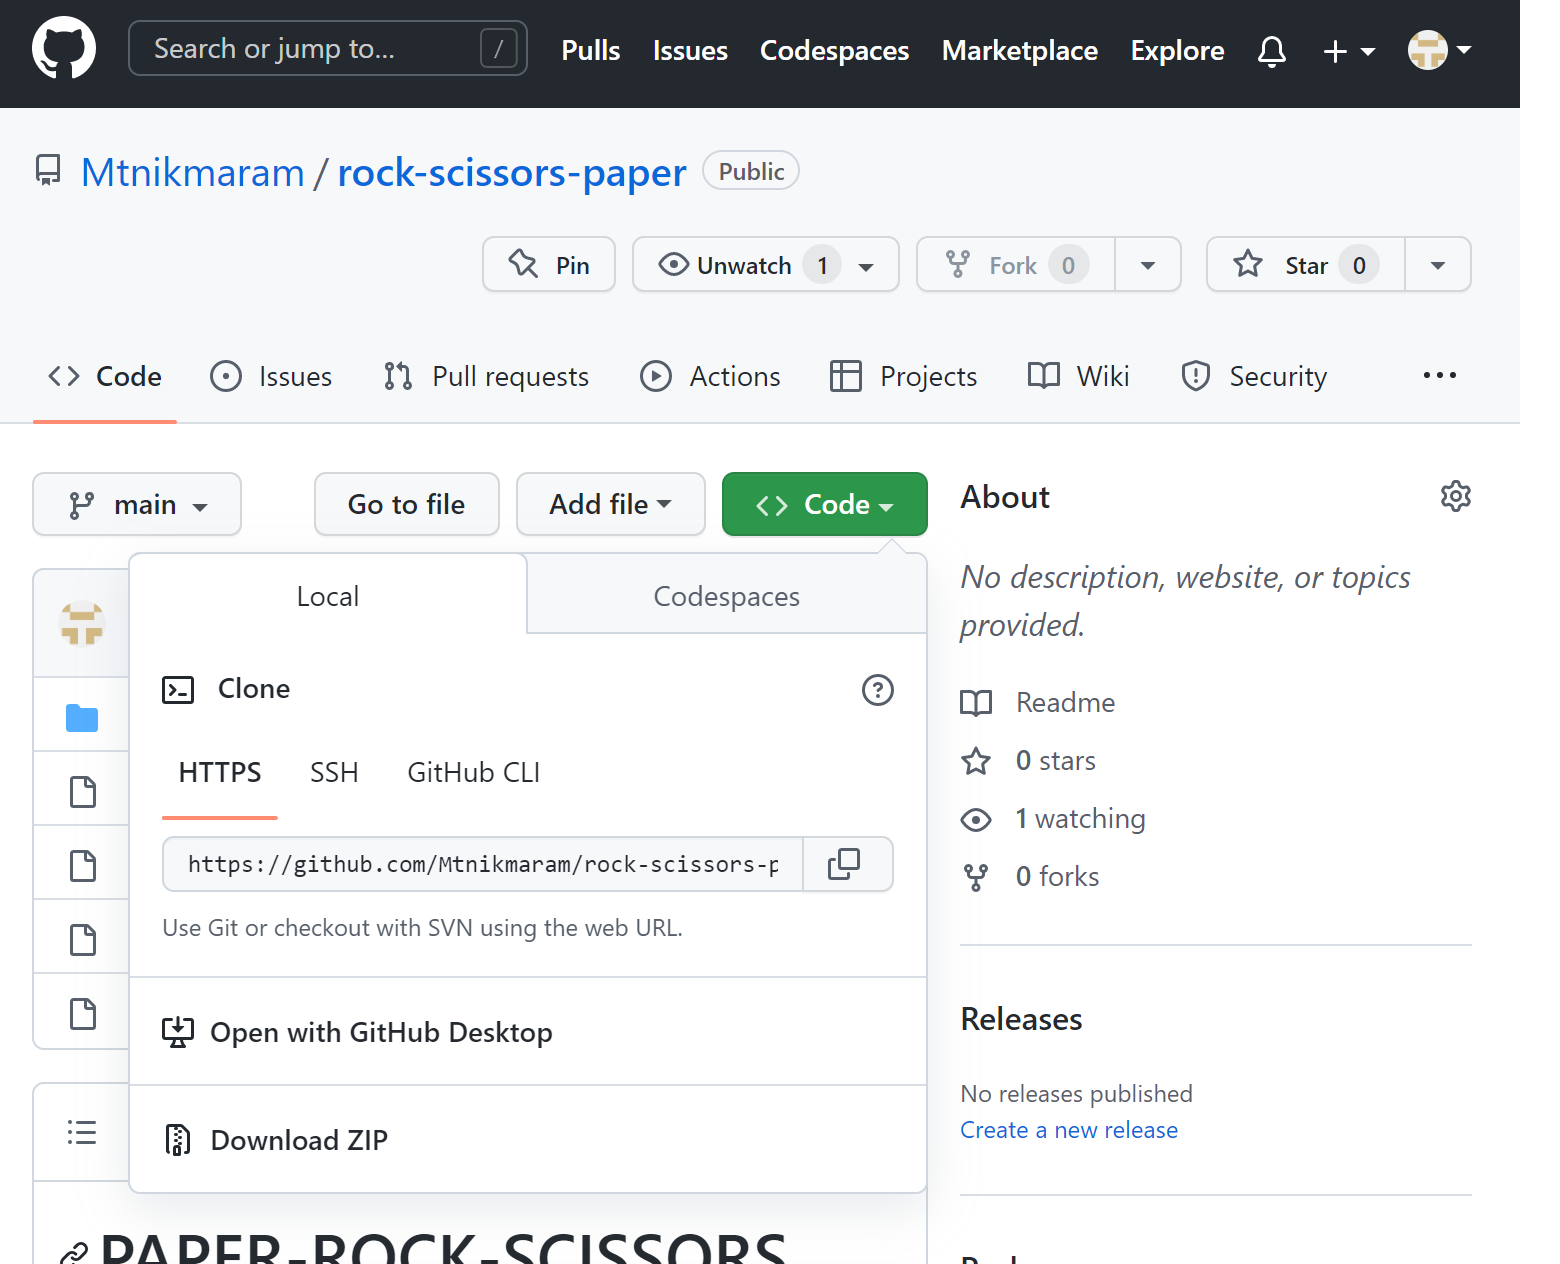 Search or jump to... /
Pulls Issues Codespaces Marketplace Explore
Mtnikmaram / rock-scissors-paper Public
Pin
Unwatch 1
Fork 0
Star 0
Code Issues Pull requests Actions Projects Wiki Security
main
Go to file
Add file
Code
Local
Codespaces
Clone
HTTPS SSH GitHub CLI
https://github.com/Mtnikmaram/rock-scissors-p
Use Git or checkout with SVN using the web URL.
Open with GitHub Desktop
Download ZIP
PAPER-ROCK-SCISSORS
About
No description, website, or topics
provided.
Readme
0 stars
1 watching
0 forks
Releases
No releases published
Create a new release